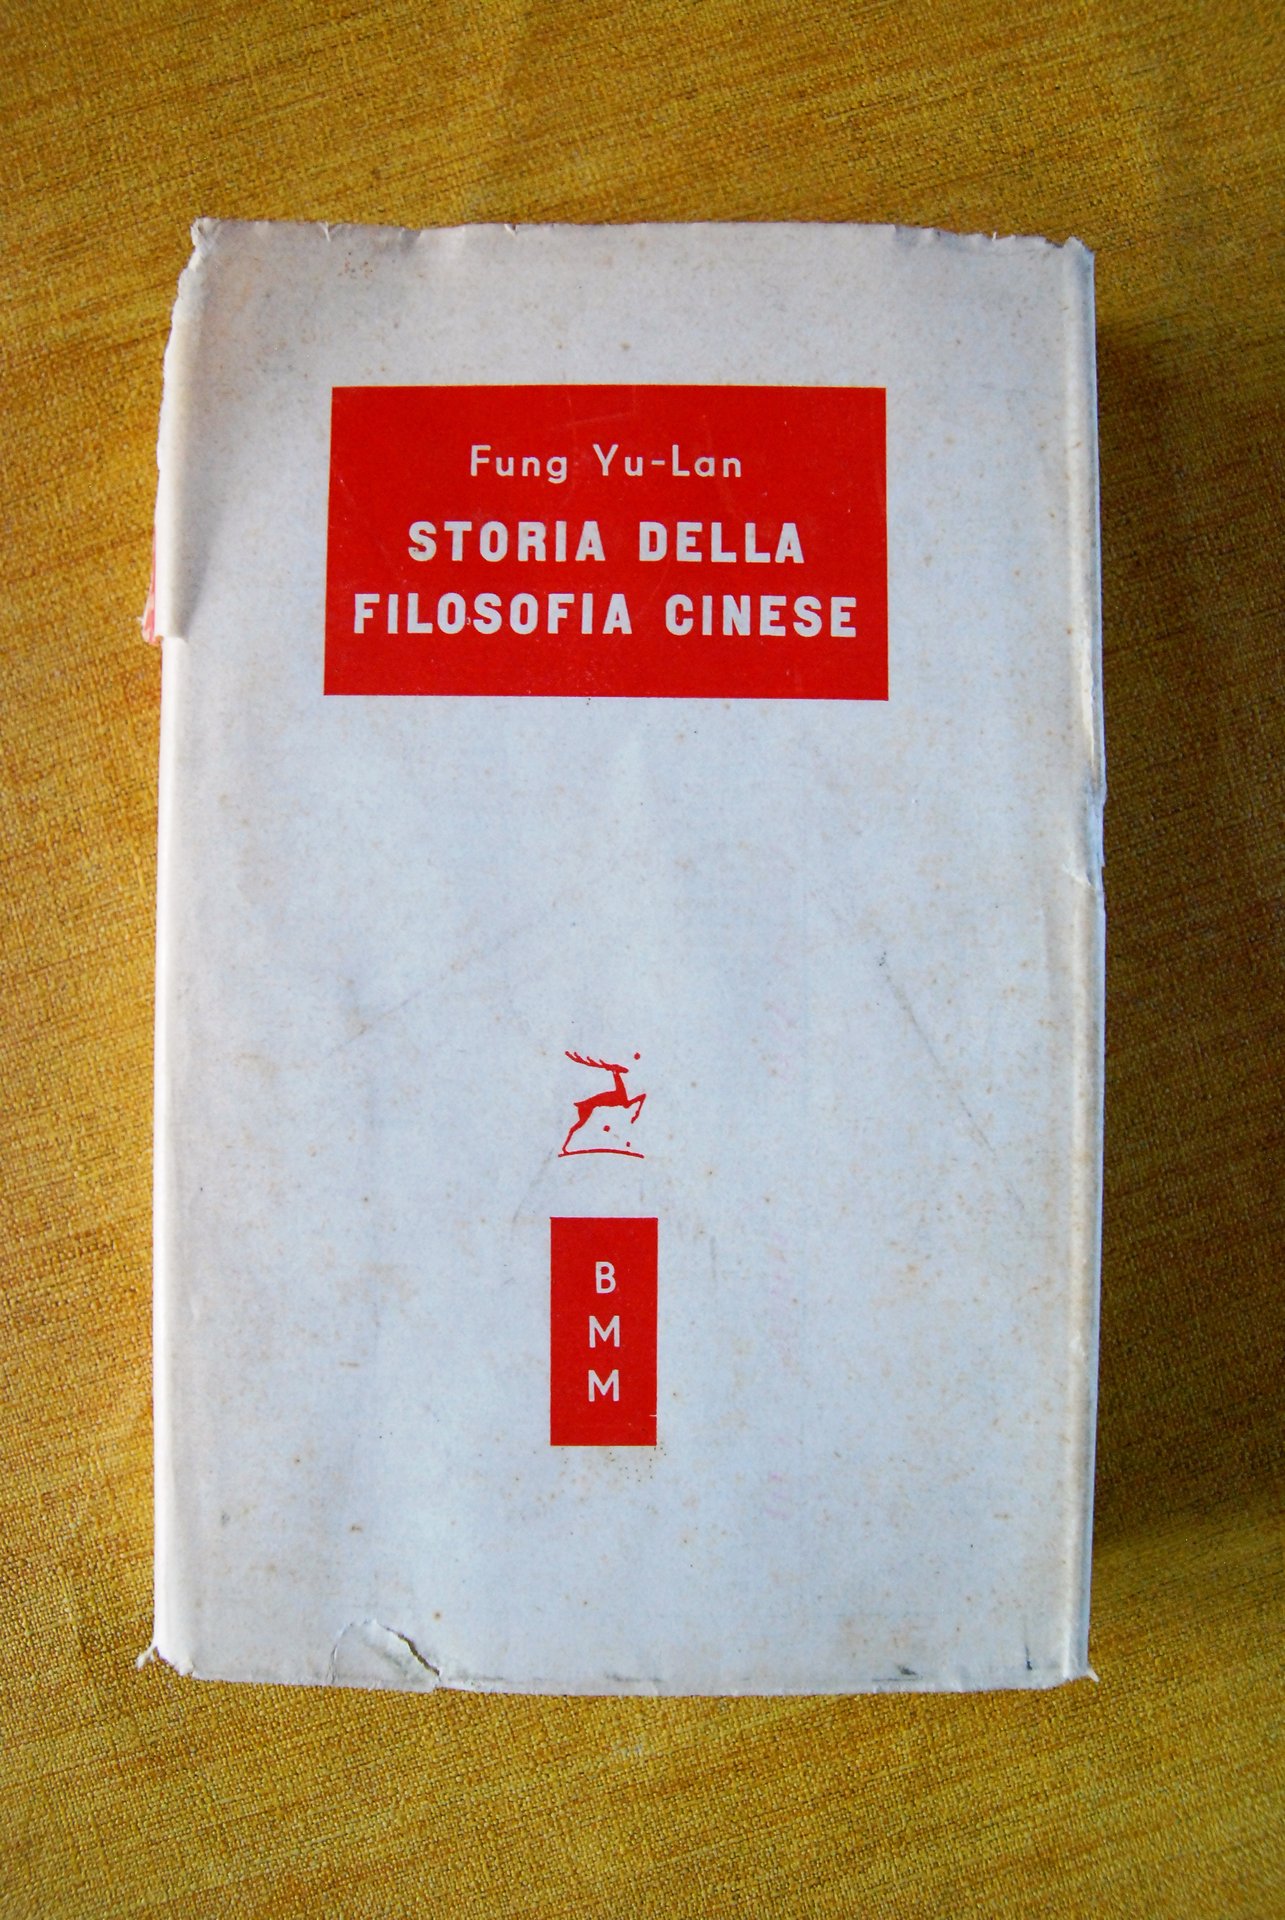 Fung Yu-Lan
STORIA DELLA
FILOSOFIA CINESE
B
M
M